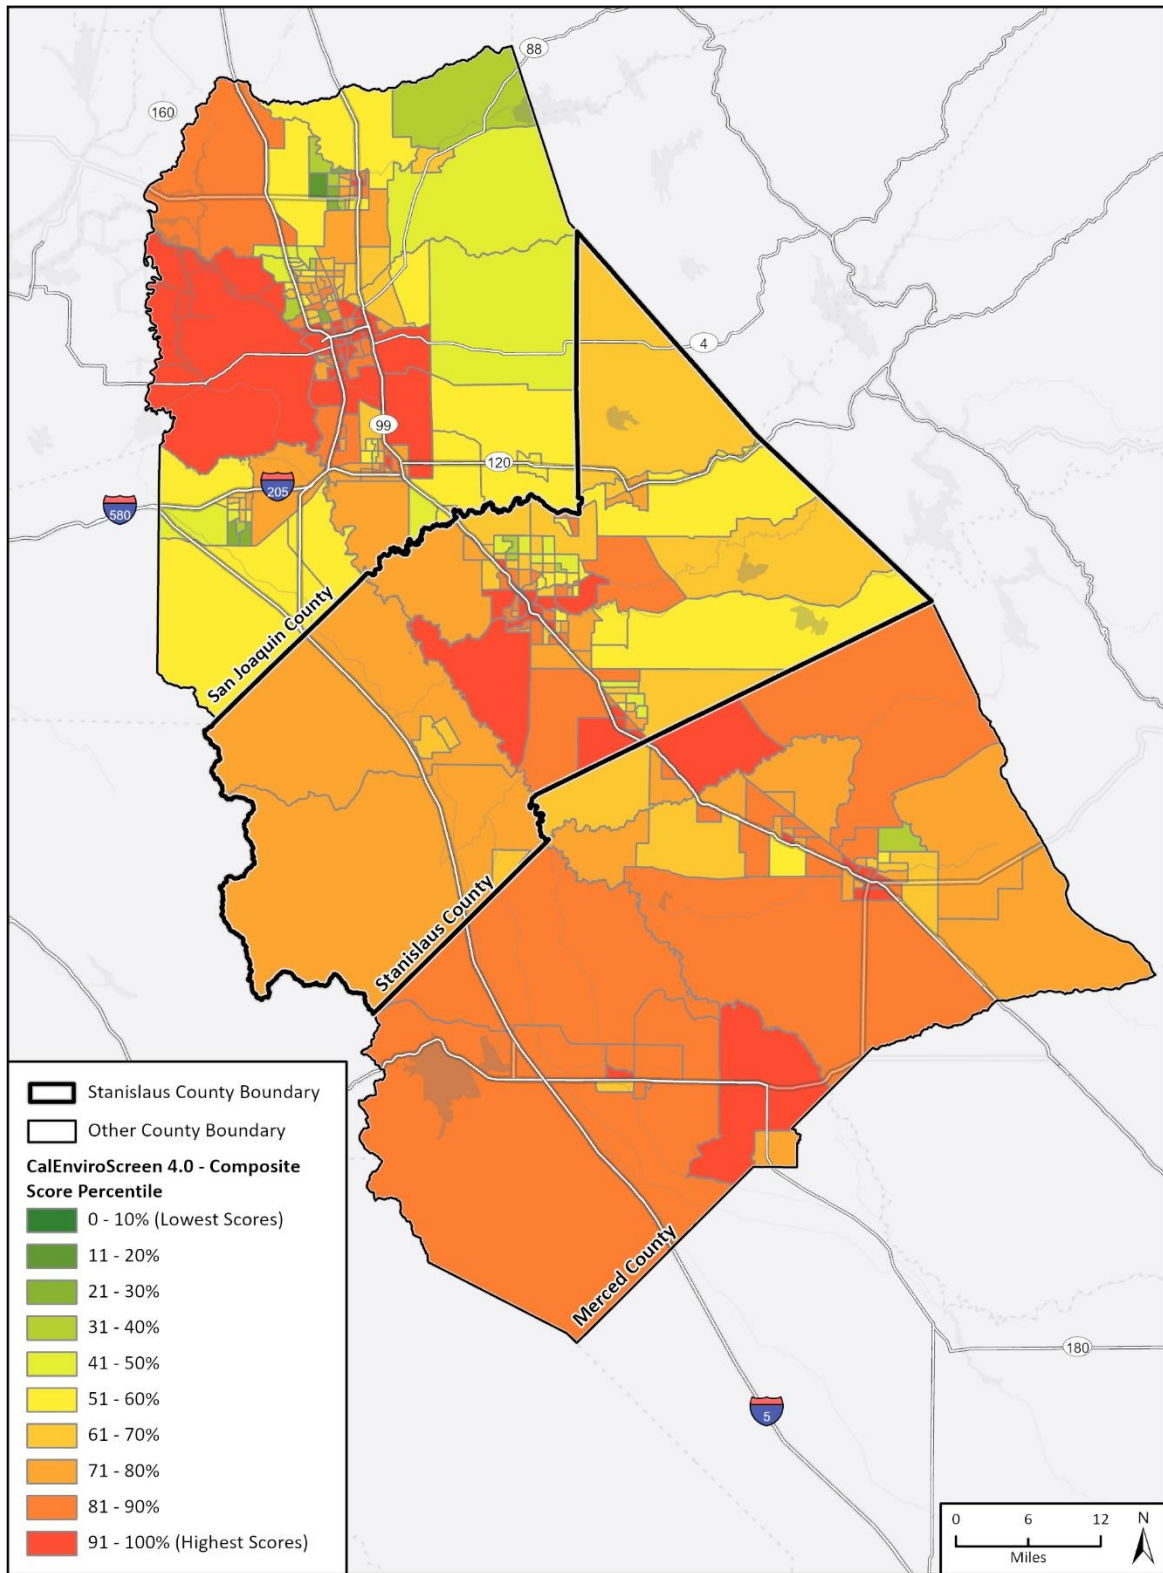 88
160
4
99
120
205
580
San Joaquin County
Stanislaus County
Merced County
180
5
Stanislaus County Boundary
Other County Boundary
CalEnviroScreen 4.0 - Composite
Score Percentile
0 - 10% (Lowest Scores)
11 - 20%
21 - 30%
31 - 40%
41 - 50%
51 - 60%
61 - 70%
71 - 80%
81 - 90%
91 - 100% (Highest Scores)
0 6 12 N
Miles